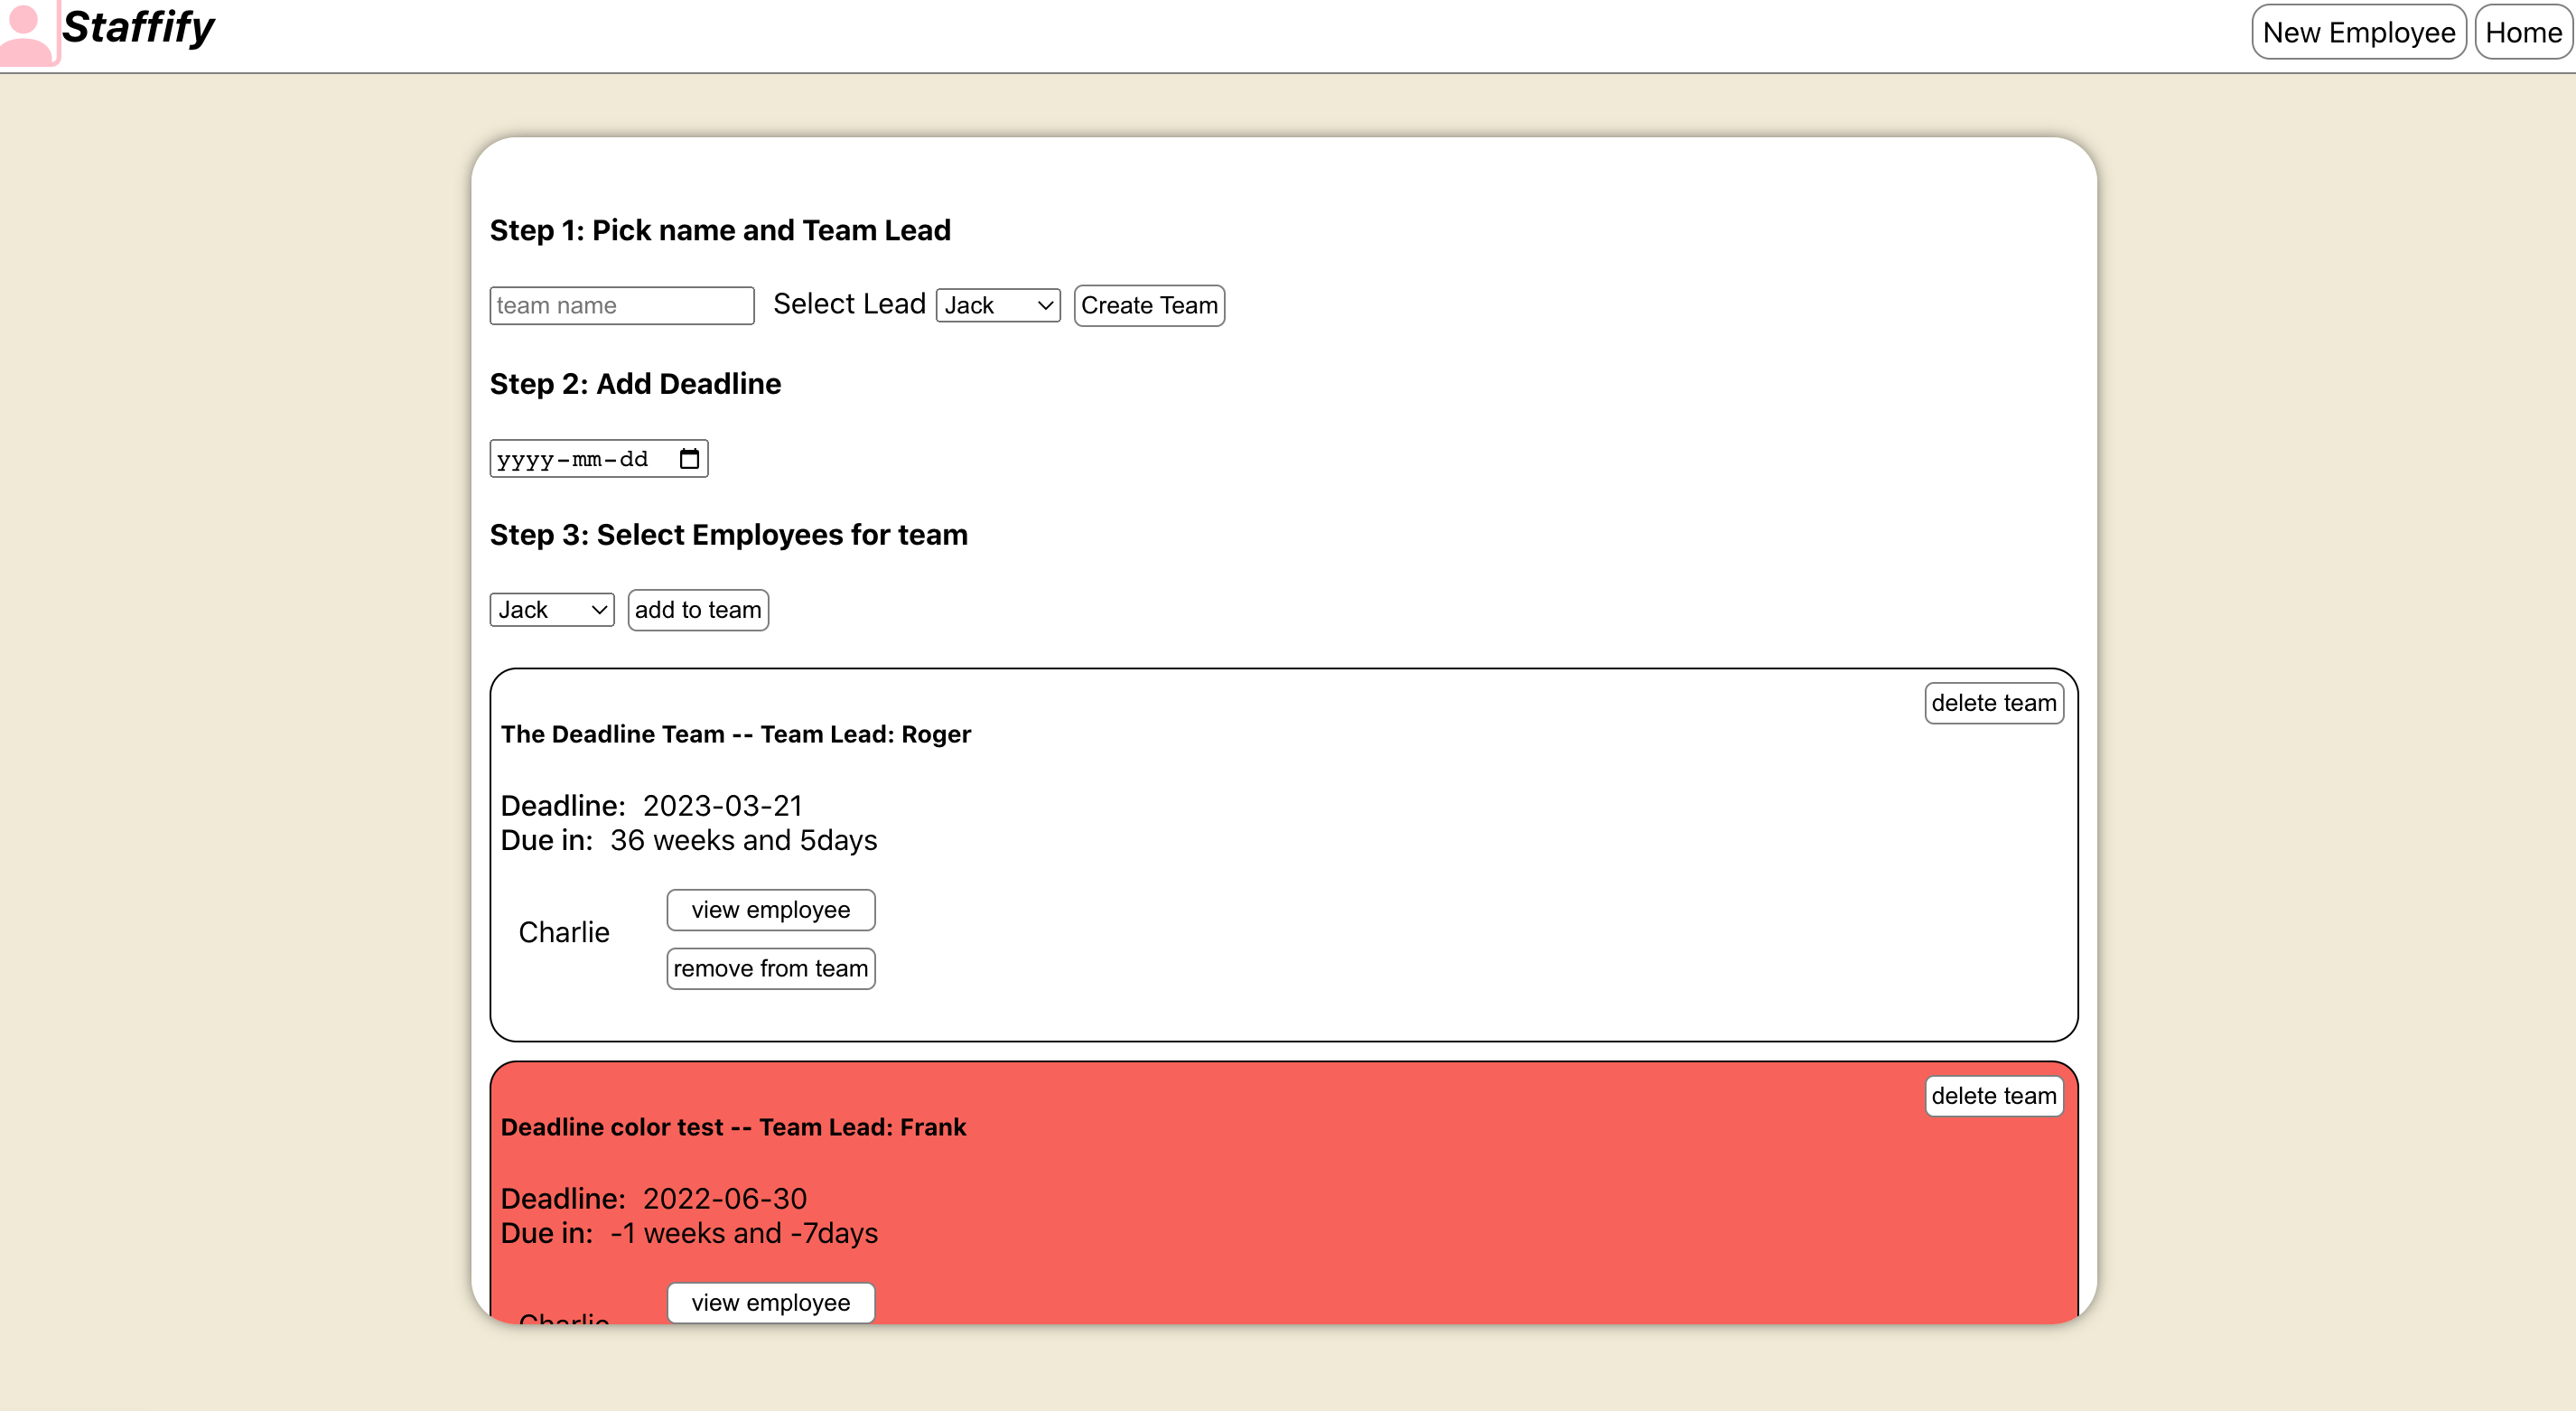 Staffify
New Employee Home
Step 1: Pick name and Team Lead
team name Select Lead Jack Create Team
Step 2: Add Deadline
yyyy-mm-dd
Step 3: Select Employees for team
Jack add to team
delete team
The Deadline Team -- Team Lead: Roger
Deadline: 2023-03-21
Due in: 36 weeks and 5days
view employee
Charlie
remove from team
delete team
Deadline color test -- Team Lead: Frank
Deadline: 2022-06-30
Due in: -1 weeks and -7days
view employee
Charlie